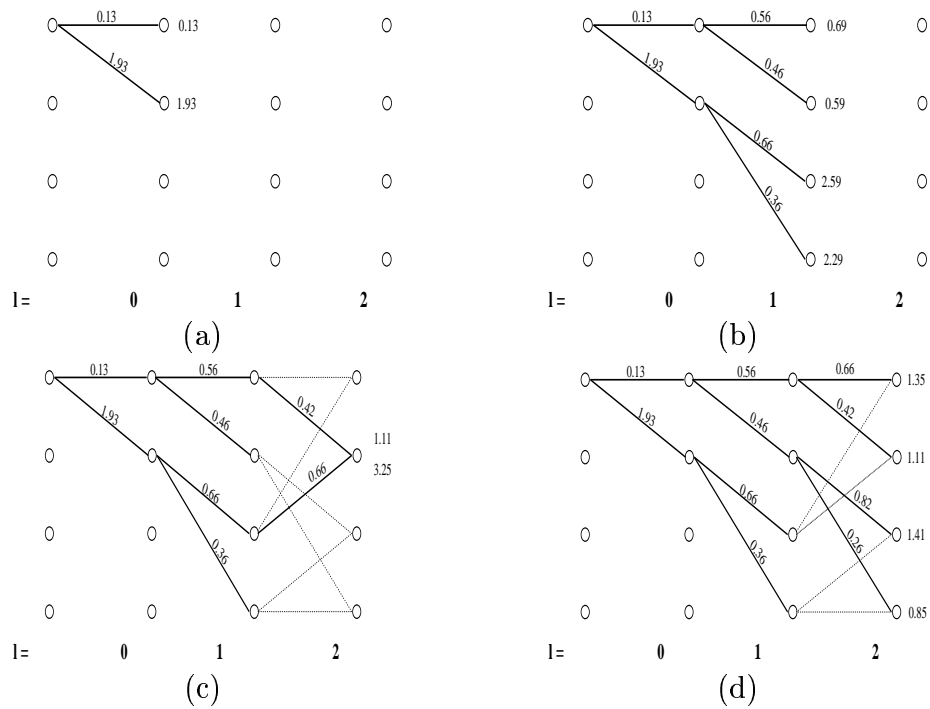 0.13
0.13
1.93
1.93
l = 0 1 2
(a)
0.13 0.56
0.69
1.93 0.46
0.59
0.66
2.59
0.36
2.29
l = 0 1 2
(b)
0.13 0.56
1.93 0.46 0.42
1.11
3.25
0.66 0.66
0.36
l = 0 1 2
(c)
0.13 0.56 0.66
1.35
1.93 0.46 0.42
1.11
0.66 0.82
1.41
0.36 0.26
0.85
l = 0 1 2
(d)